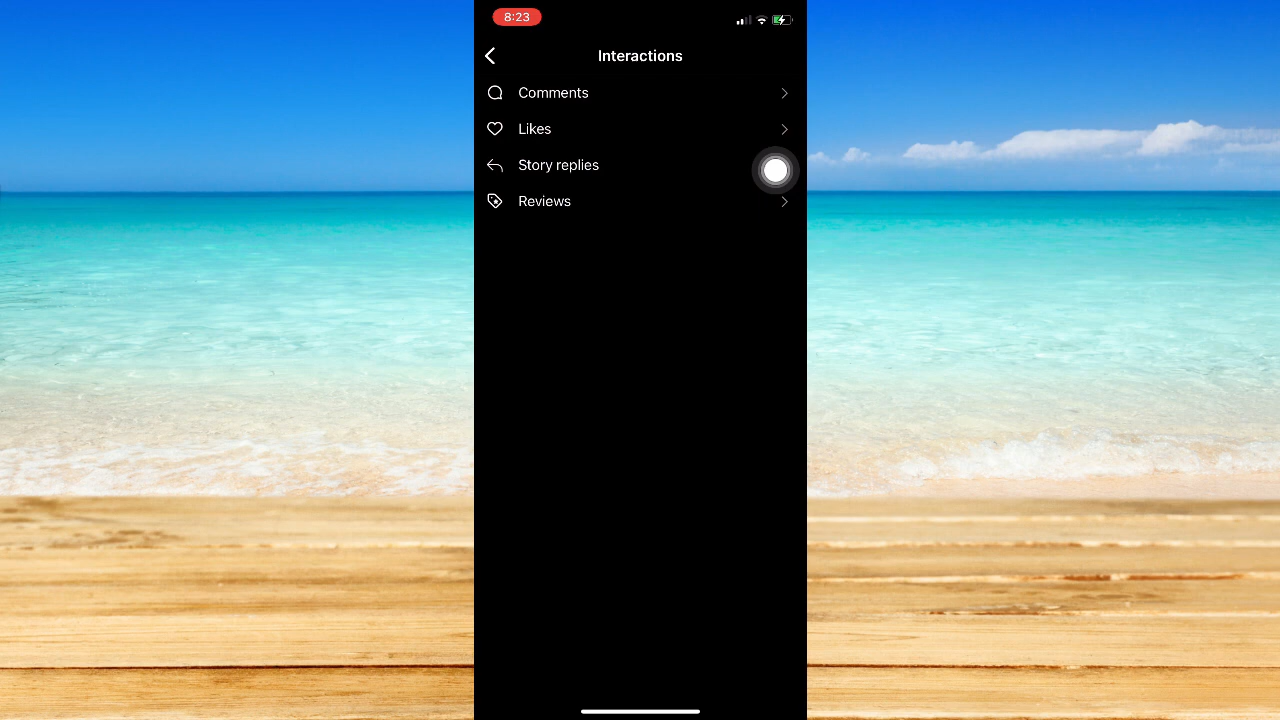 8:23
Interactions
Comments
Likes
Story replies
Reviews